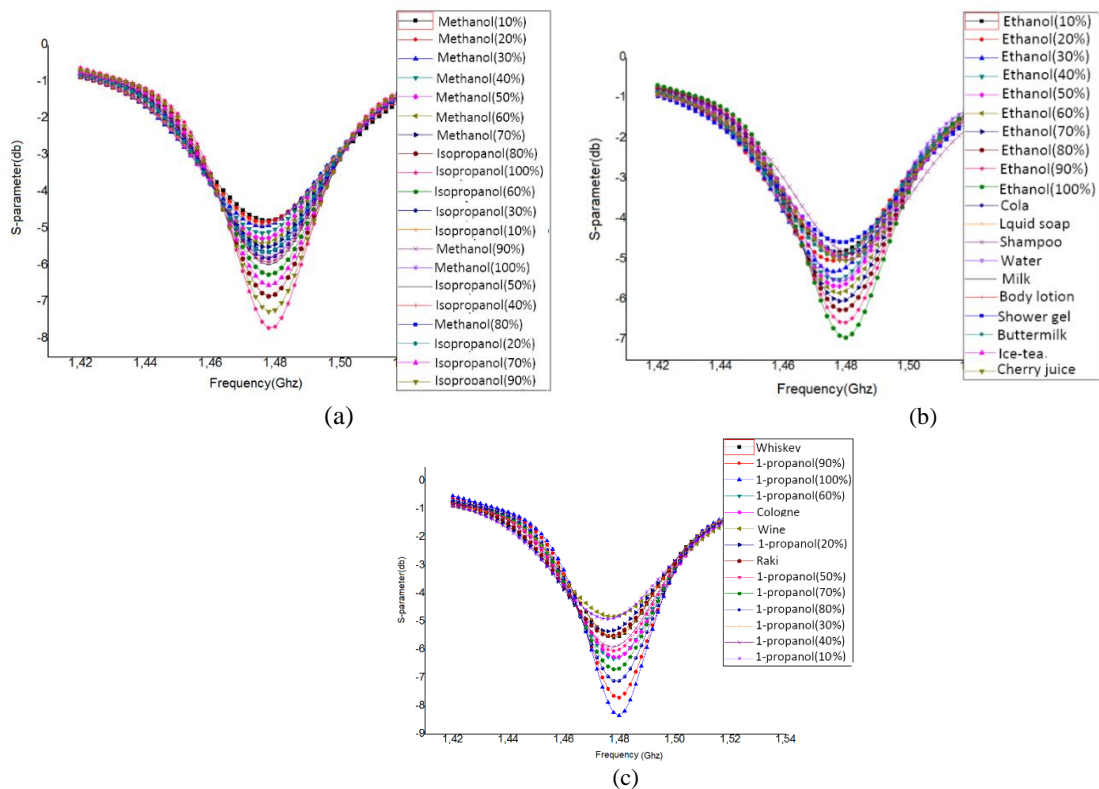 Methanol(10%)
Methanol(20%)
Methanol(30%)
Methanol(40%)
Methanol(50%)
Methanol(60%)
Methanol(70%)
Isopropanol(80%)
Isopropanol(100%)
Isopropanol(60%)
Isopropanol(30%)
Isopropanol(10%)
Methanol(90%)
Methanol(100%)
Isopropanol(50%)
Isopropanol(40%)
Methanol(80%)
Isopropanol(20%)
Isopropanol(70%)
Isopropanol(90%)
0
-1
-2
-3
-4
-5
-6
-7
-8
S-parameter(db)
1,42 1,44 1,46 1,48 1,50
Frequency(Ghz)
(a)
Ethanol(10%)
Ethanol(20%)
Ethanol(30%)
Ethanol(40%)
Ethanol(50%)
Ethanol(60%)
Ethanol(70%)
Ethanol(80%)
Ethanol(90%)
Ethanol(100%)
Cola
Lquid soap
Shampoo
Water
Milk
Body lotion
Shower gel
Buttermilk
Ice-tea.
Cherry juice
0
-1
-2
-3
-4
-5
-6
-7
S-parameter(db)
1,42 1,44 1,46 1,48 1,50
Frequency(Ghz)
(b)
Whiskev
1-propanol(90%)
1-propanol(100%)
1-propanol(60%)
Cologne
Wine
1-propanol(20%)
Raki
1-propanol(50%)
1-propanol(70%)
1-propanol(80%)
1-propanol(30%)
1-propanol(40%)
1-propanol(10%)
0
-1
-2
-3
-4
-5
-6
-7
-8
-9
S-parameter(db)
1,42 1,44 1,46 1,48 1,50 1,52 1,54
Frequency (Ghz)
(c)